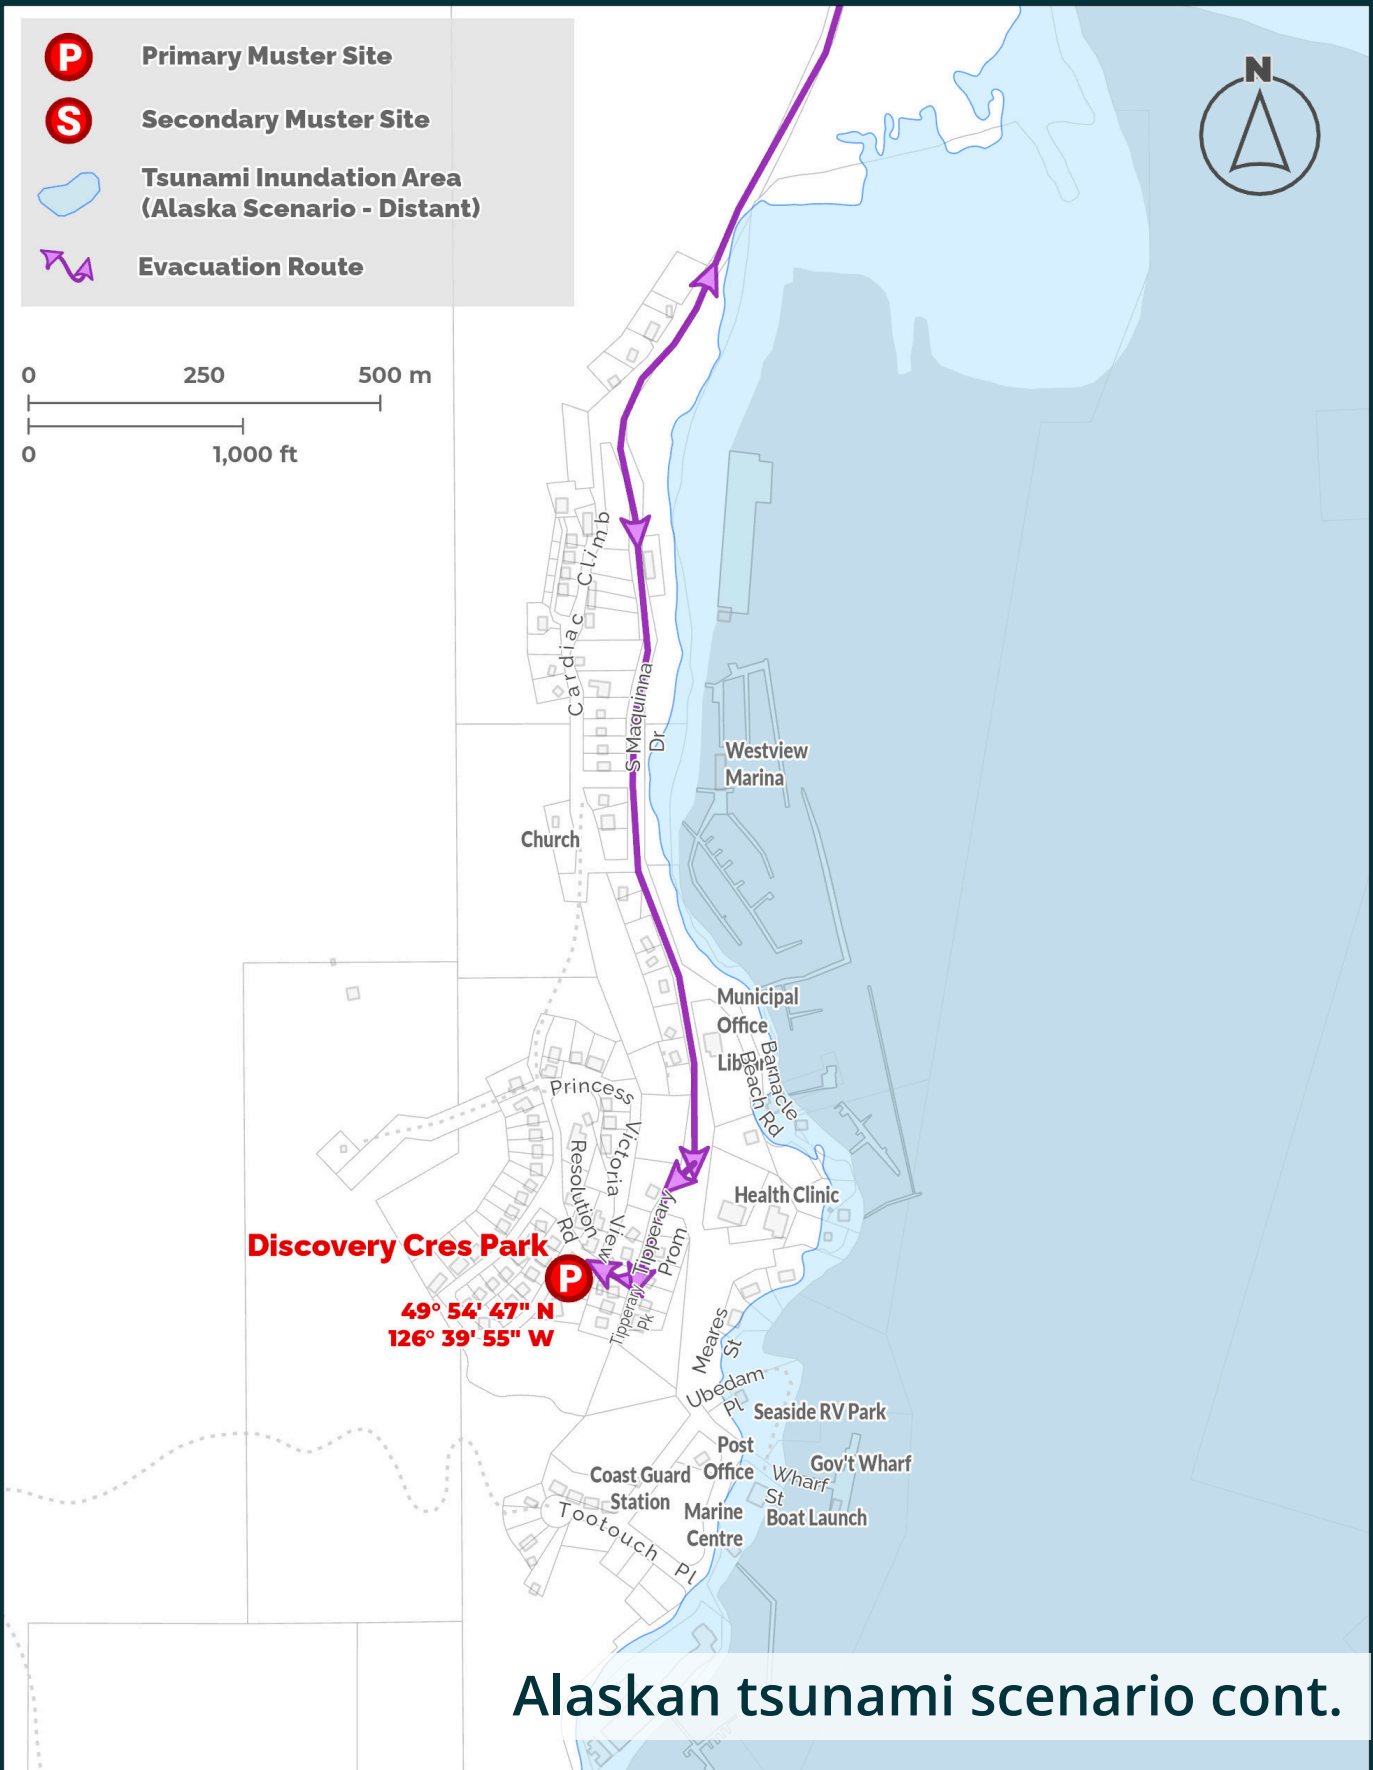 P
Primary Muster Site
S
Secondary Muster Site
Tsunami Inundation Area
(Alaska Scenario - Distant)
Evacuation Route
N
0 250 500 m
0 1,000 ft
Cardiac Climb
S Maquinna
Dr
Westview
Marina
Church
Municipal
Office
Barnacle
Beach Rd
Princess
Victoria
View
Resolution
Rd
Health Clinic
Tipperary
Prom
Discovery Cres Park
P
49° 54' 47" N
126° 39' 55" W
Tipperary
Pk
Meares
St
Ubedam
Pl
Seaside RV Park
Post
Office
Gov't Wharf
Wharf
St
Coast Guard
Station
Boat Launch
Marine
Centre
Tootouch Pl
Alaskan tsunami scenario cont.